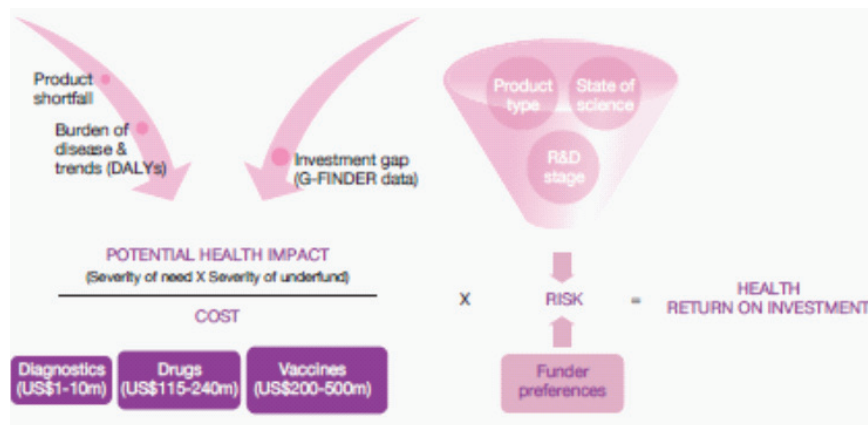 Product
shortfall
Burden of
disease &
trends (DALYs)
Investment gap
(G-FINDER data)
Product
type
State of
science
R&D
stage
POTENTIAL HEALTH IMPACT
(Severity of need X Severity of underfund)
COST
X
RISK
=
HEALTH
RETURN ON INVESTMENT
Diagnostics
(US$1-10m)
Drugs
(US$115-240m)
Vaccines
(US$200-500m)
Funder
preferences